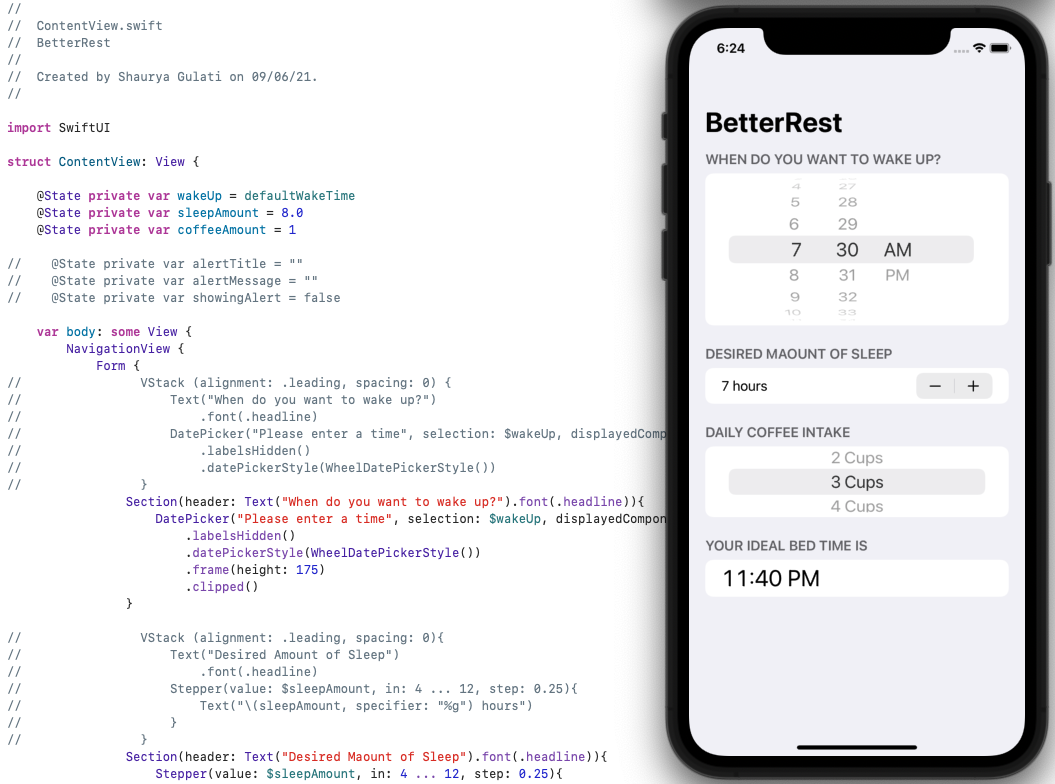 //
//  ContentView.swift
//  BetterRest
//
//  Created by Shaurya Gulati on 09/06/21.
//
import SwiftUI
struct ContentView: View {
@State private var wakeUp = defaultWakeTime
@State private var sleepAmount = 8.0
@State private var coffeeAmount = 1
//    @State private var alertTitle = ""
//    @State private var alertMessage = ""
//    @State private var showingAlert = false
var body: some View {
NavigationView {
Form {
//                VStack (alignment: .leading, spacing: 0) {
//                    Text("When do you want to wake up?")
//                        .font(.headline)
//                    DatePicker("Please enter a time", selection: $wakeUp, displayedComp
//                        .labelsHidden()
//                        .datePickerStyle(WheelDatePickerStyle())
//                }
Section(header: Text("When do you want to wake up?").font(.headline)){
DatePicker("Please enter a time", selection: $wakeUp, displayedCompon
.labelsHidden()
.datePickerStyle(WheelDatePickerStyle())
.frame(height: 175)
.clipped()
}
//                VStack (alignment: .leading, spacing: 0){
//                    Text("Desired Amount of Sleep")
//                        .font(.headline)
//                    Stepper(value: $sleepAmount, in: 4 ... 12, step: 0.25){
//                        Text("\(sleepAmount, specifier: "%g") hours")
//                    }
//                }
Section(header: Text("Desired Maount of Sleep").font(.headline)){
Stepper(value: $sleepAmount, in: 4 ... 12, step: 0.25){
6:24
BetterRest
WHEN DO YOU WANT TO WAKE UP?
4 27
5 28
6 29
7 30 AM
8 31 PM
9 32
10 33
DESIRED MAOUNT OF SLEEP
7 hours − +
DAILY COFFEE INTAKE
2 Cups
3 Cups
4 Cups
YOUR IDEAL BED TIME IS
11:40 PM